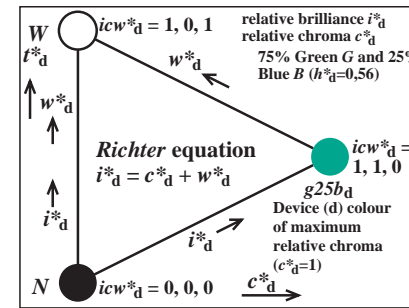 W icw*d = 1, 0, 1
t*d
relative brilliance i*d
relative chroma c*d
75% Green G and 25%
Blue B (h*d=0,56)
w*d
w*d
Richter equation
i*d = c*d + w*d
icw*d =
1, 1, 0
g25bd
i*d
i*d
Device (d) colour
of maximum
relative chroma
(c*d=1)
N icw*d = 0, 0, 0
c*d